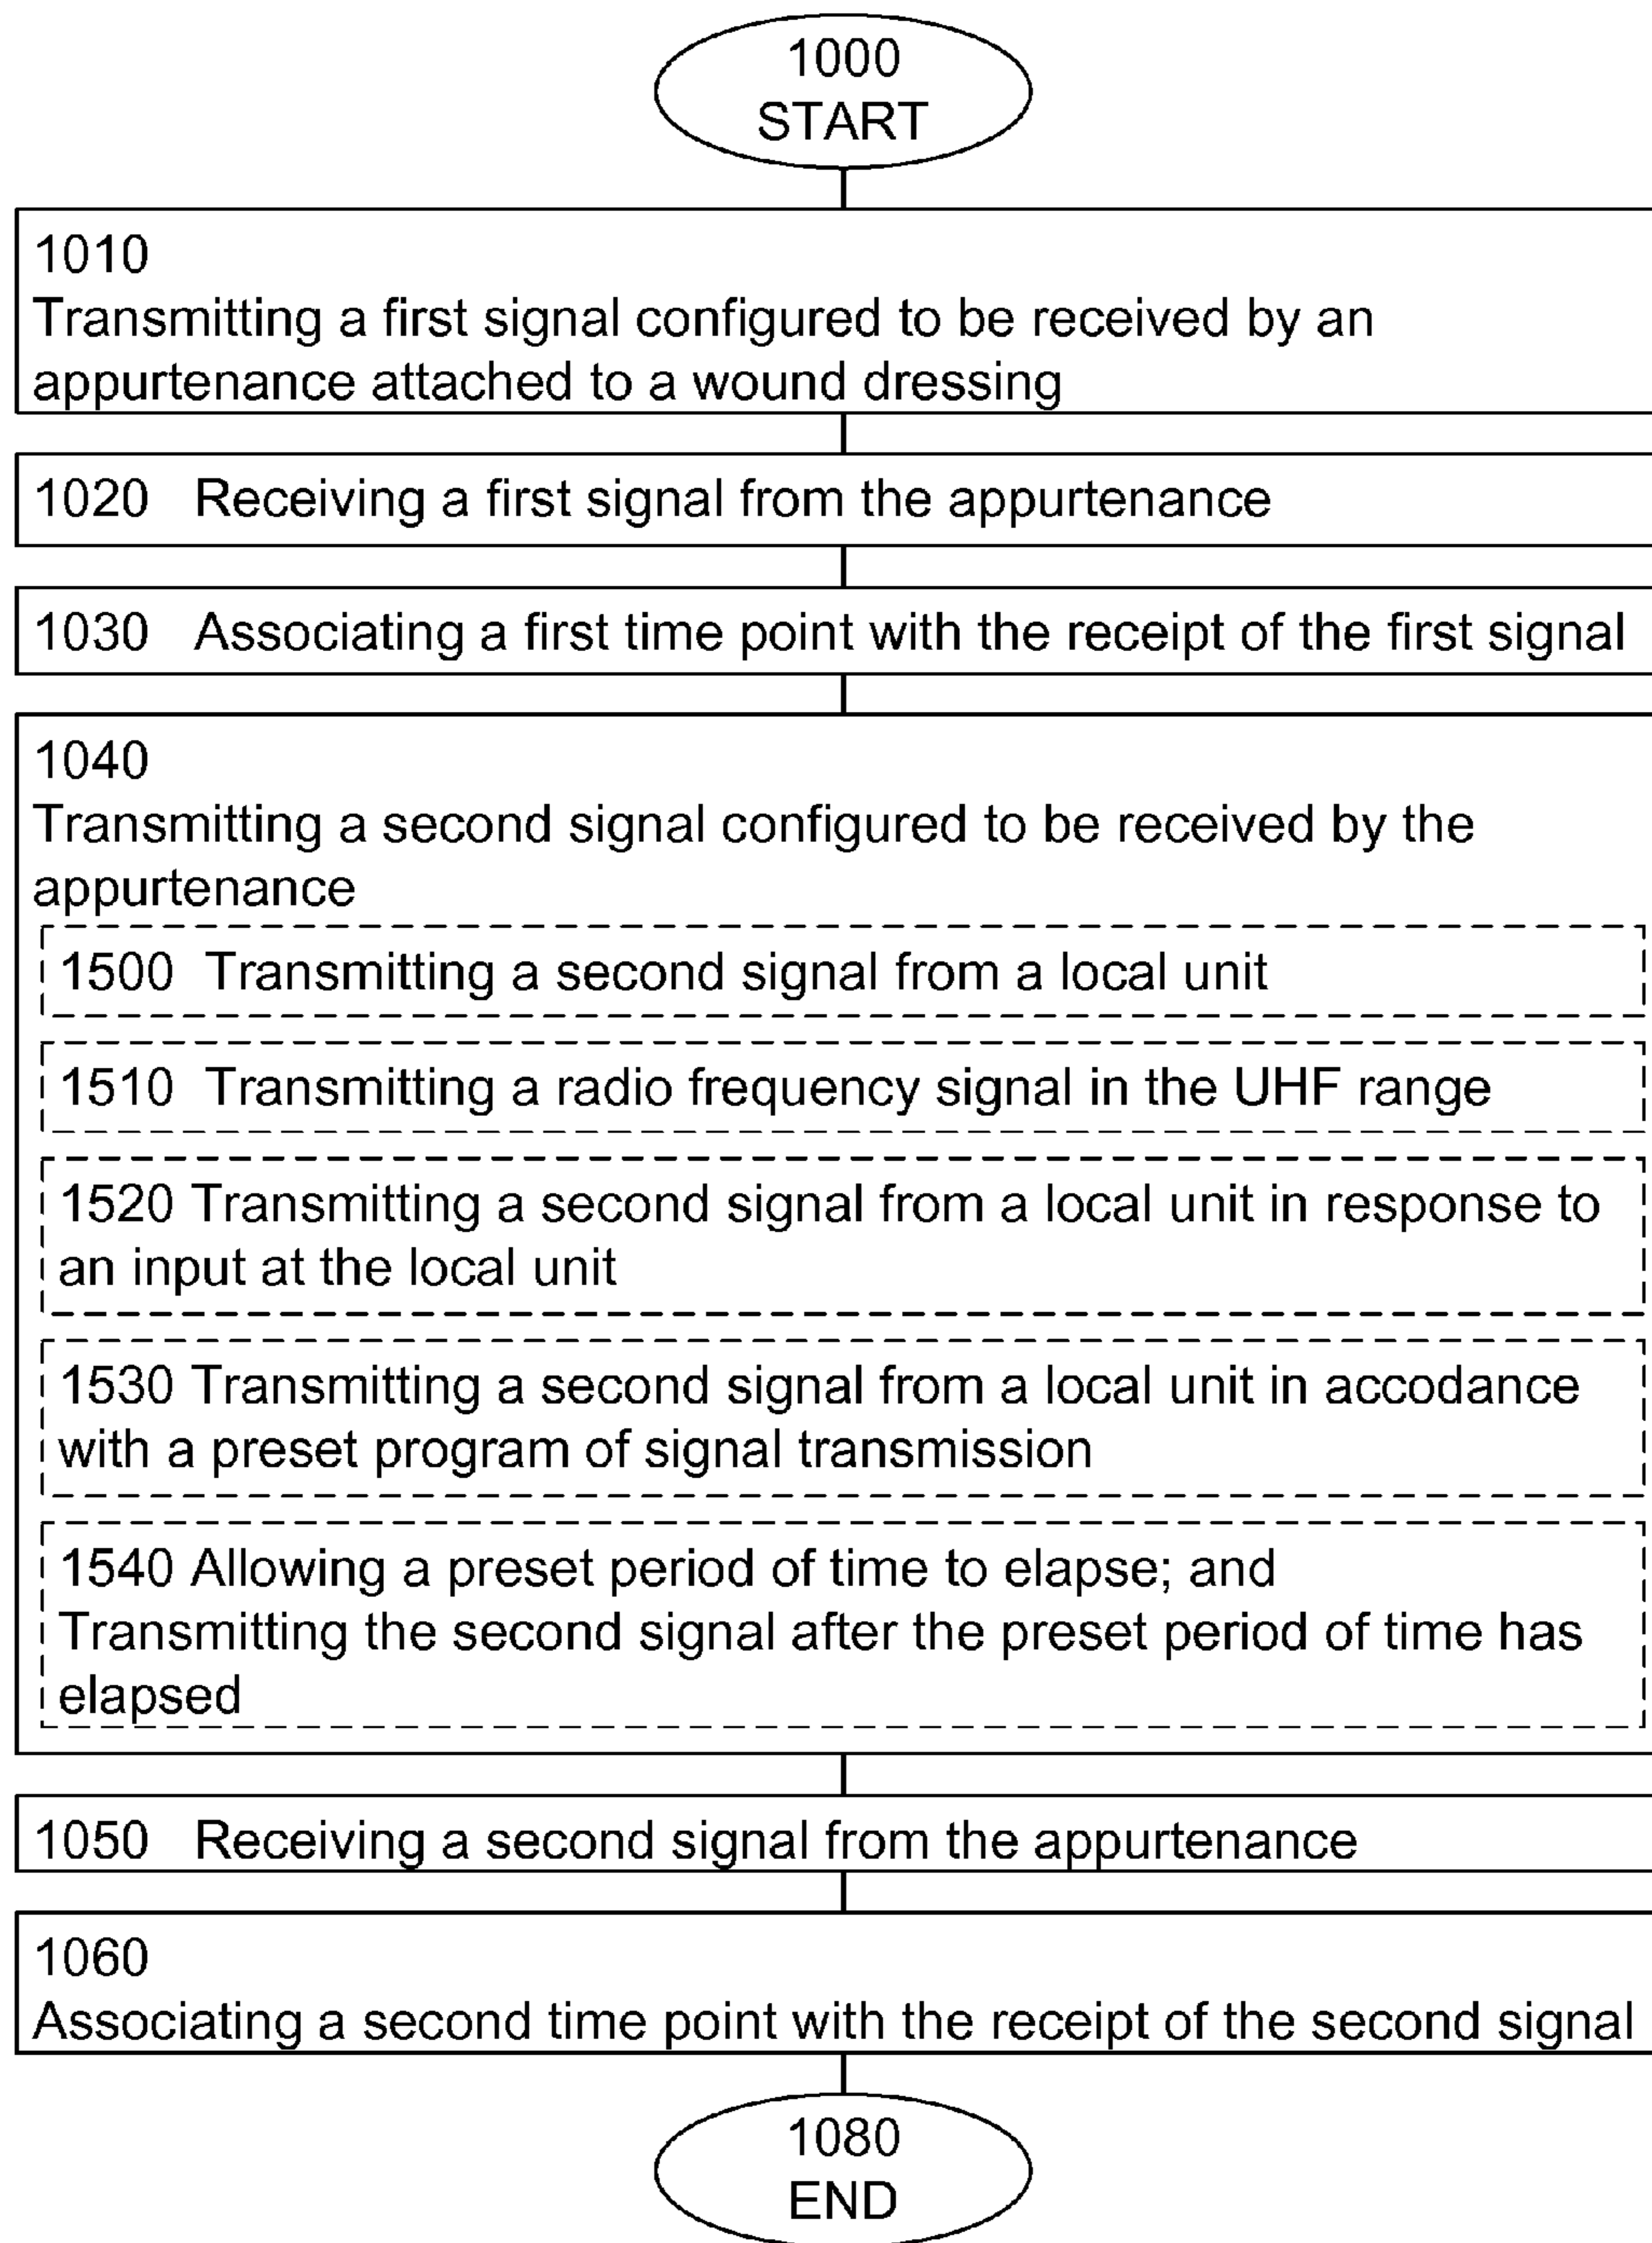 1000
START
1010
Transmitting a first signal configured to be received by an
appurtenance attached to a wound dressing
1020 Receiving a first signal from the appurtenance
1030 Associating a first time point with the receipt of the first signal
1040
Transmitting a second signal configured to be received by the
appurtenance
1500 Transmitting a second signal from a local unit
1510 Transmitting a radio frequency signal in the UHF range
1520 Transmitting a second signal from a local unit in response to
an input at the local unit
1530 Transmitting a second signal from a local unit in accodance
with a preset program of signal transmission
1540 Allowing a preset period of time to elapse; and
Transmitting the second signal after the preset period of time has
elapsed
1050 Receiving a second signal from the appurtenance
1060
Associating a second time point with the receipt of the second signal
1080
END